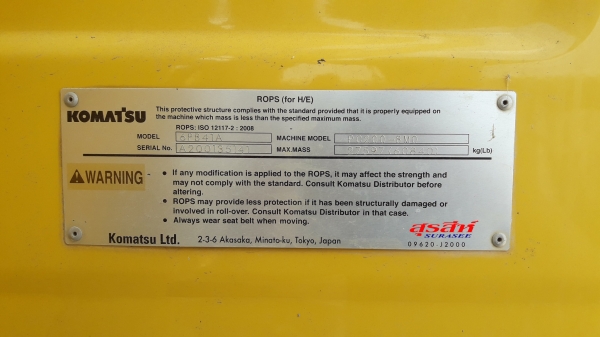 ROPS (for H/E)
KOMATSU
This protective structure complies with the standard provided that it is properly equipped on
the machine which mass is less than the specified maximum mass.
ROPS: ISO 12117-2 : 2008
MODEL
MACHINE MODEL
SERIAL No.
MAX.MASS
kg(Lb)
WARNING
• If any modification is applied to the ROPS, it may affect the strength and
may not comply with the standard. Consult Komatsu Distributor before
altering.
• ROPS may provide less protection if it has been structurally damaged or
involved in roll-over. Consult Komatsu Distributor in that case.
• Always wear seat belt when moving.
Komatsu Ltd. 2-3-6 Akasaka, Minato-ku, Tokyo, Japan
สุรสีห์
SURASEE
09620-J2000